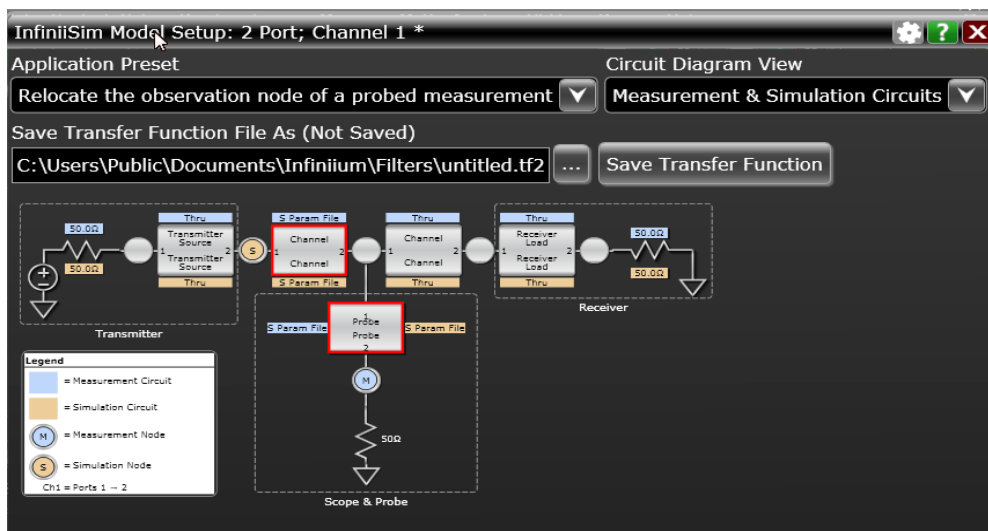 InfiniiSim Model Setup: 2 Port; Channel 1 *
?
X
Application Preset
Circuit Diagram View
Relocate the observation node of a probed measurement
Measurement & Simulation Circuits
Save Transfer Function File As (Not Saved)
C:\Users\Public\Documents\Infiniium\Filters\untitled.tf2
...
Save Transfer Function
50.0Ω
50.0Ω
Thru
Transmitter
Source
1
2
Transmitter
Source
Thru
S
S Param File
Channel
1
2
Channel
S Param File
Thru
Channel
1
2
Channel
Thru
Thru
Receiver
Load
1
2
Receiver
Load
Thru
50.0Ω
50.0Ω
Transmitter
Receiver
S Param File
1
Probe
Probe
2
S Param File
M
50Ω
Scope & Probe
Legend
= Measurement Circuit
= Simulation Circuit
M = Measurement Node
S = Simulation Node
Ch1 = Ports 1 → 2